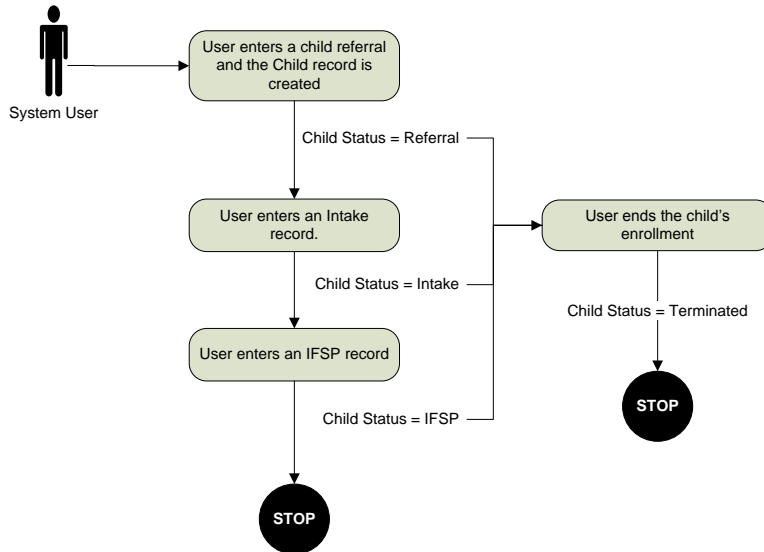 User enters a child referral
and the Child record is
created
System User
Child Status = Referral
User enters an Intake
record.
User ends the child's
enrollment
Child Status = Intake
Child Status = Terminated
User enters an IFSP record
STOP
Child Status = IFSP
STOP